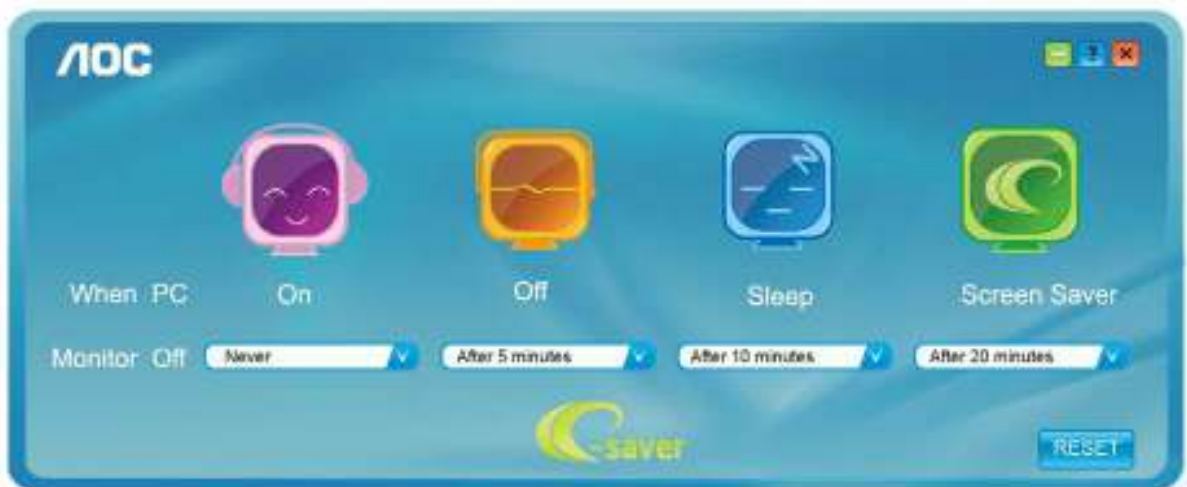 AOC
?
When PC On Off Sleep Screen Saver
Monitor Off Never After 5 minutes After 10 minutes After 20 minutes
e-saver
RESET